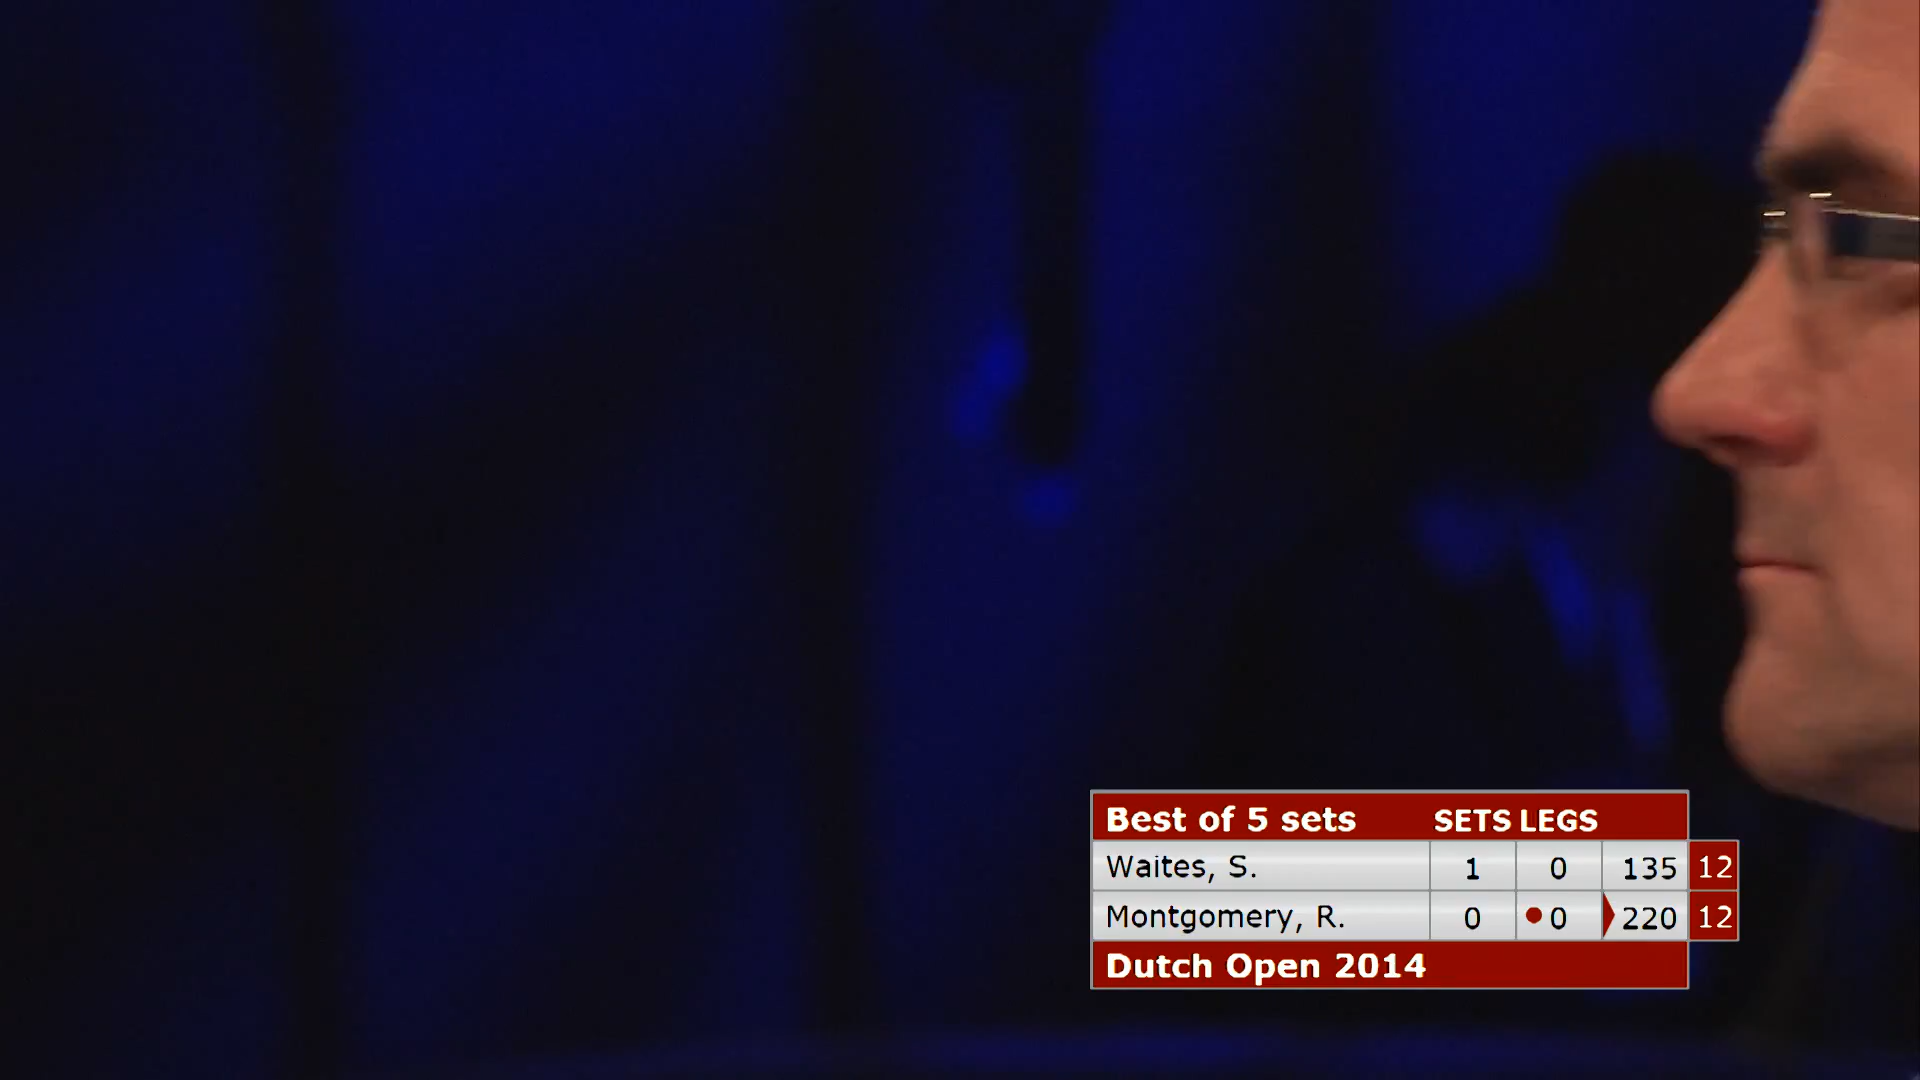 Best of 5 sets SETS LEGS
Waites, S. 1 0 135 12
Montgomery, R. 0 0 220 12
Dutch Open 2014